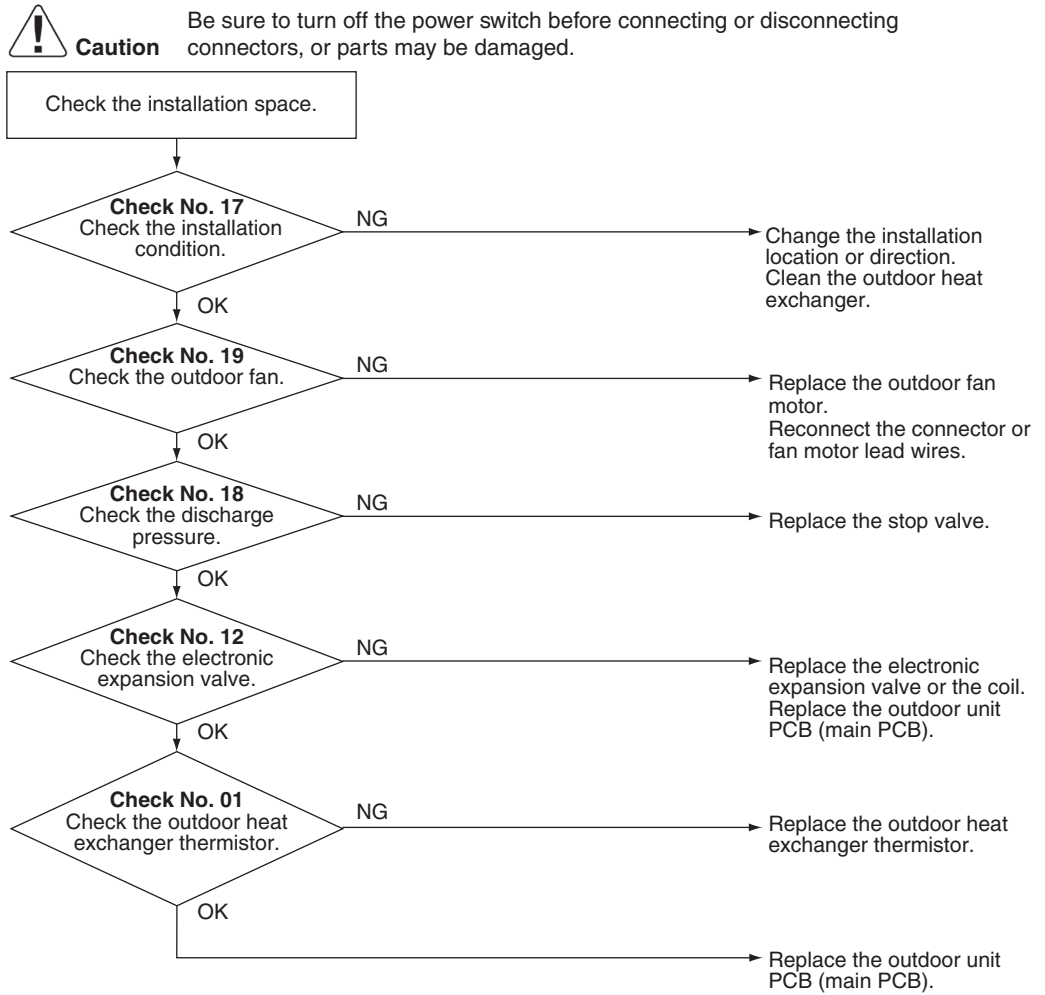 Be sure to turn off the power switch before connecting or disconnecting
Caution connectors, or parts may be damaged.
Check the installation space.
Check No. 17
Check the installation
condition.
NG
Change the installation
location or direction.
Clean the outdoor heat
exchanger.
OK
Check No. 19
Check the outdoor fan.
NG
Replace the outdoor fan
motor.
Reconnect the connector or
fan motor lead wires.
OK
Check No. 18
Check the discharge
pressure.
NG
Replace the stop valve.
OK
Check No. 12
Check the electronic
expansion valve.
NG
Replace the electronic
expansion valve or the coil.
Replace the outdoor unit
PCB (main PCB).
OK
Check No. 01
Check the outdoor heat
exchanger thermistor.
NG
Replace the outdoor heat
exchanger thermistor.
OK
Replace the outdoor unit
PCB (main PCB).